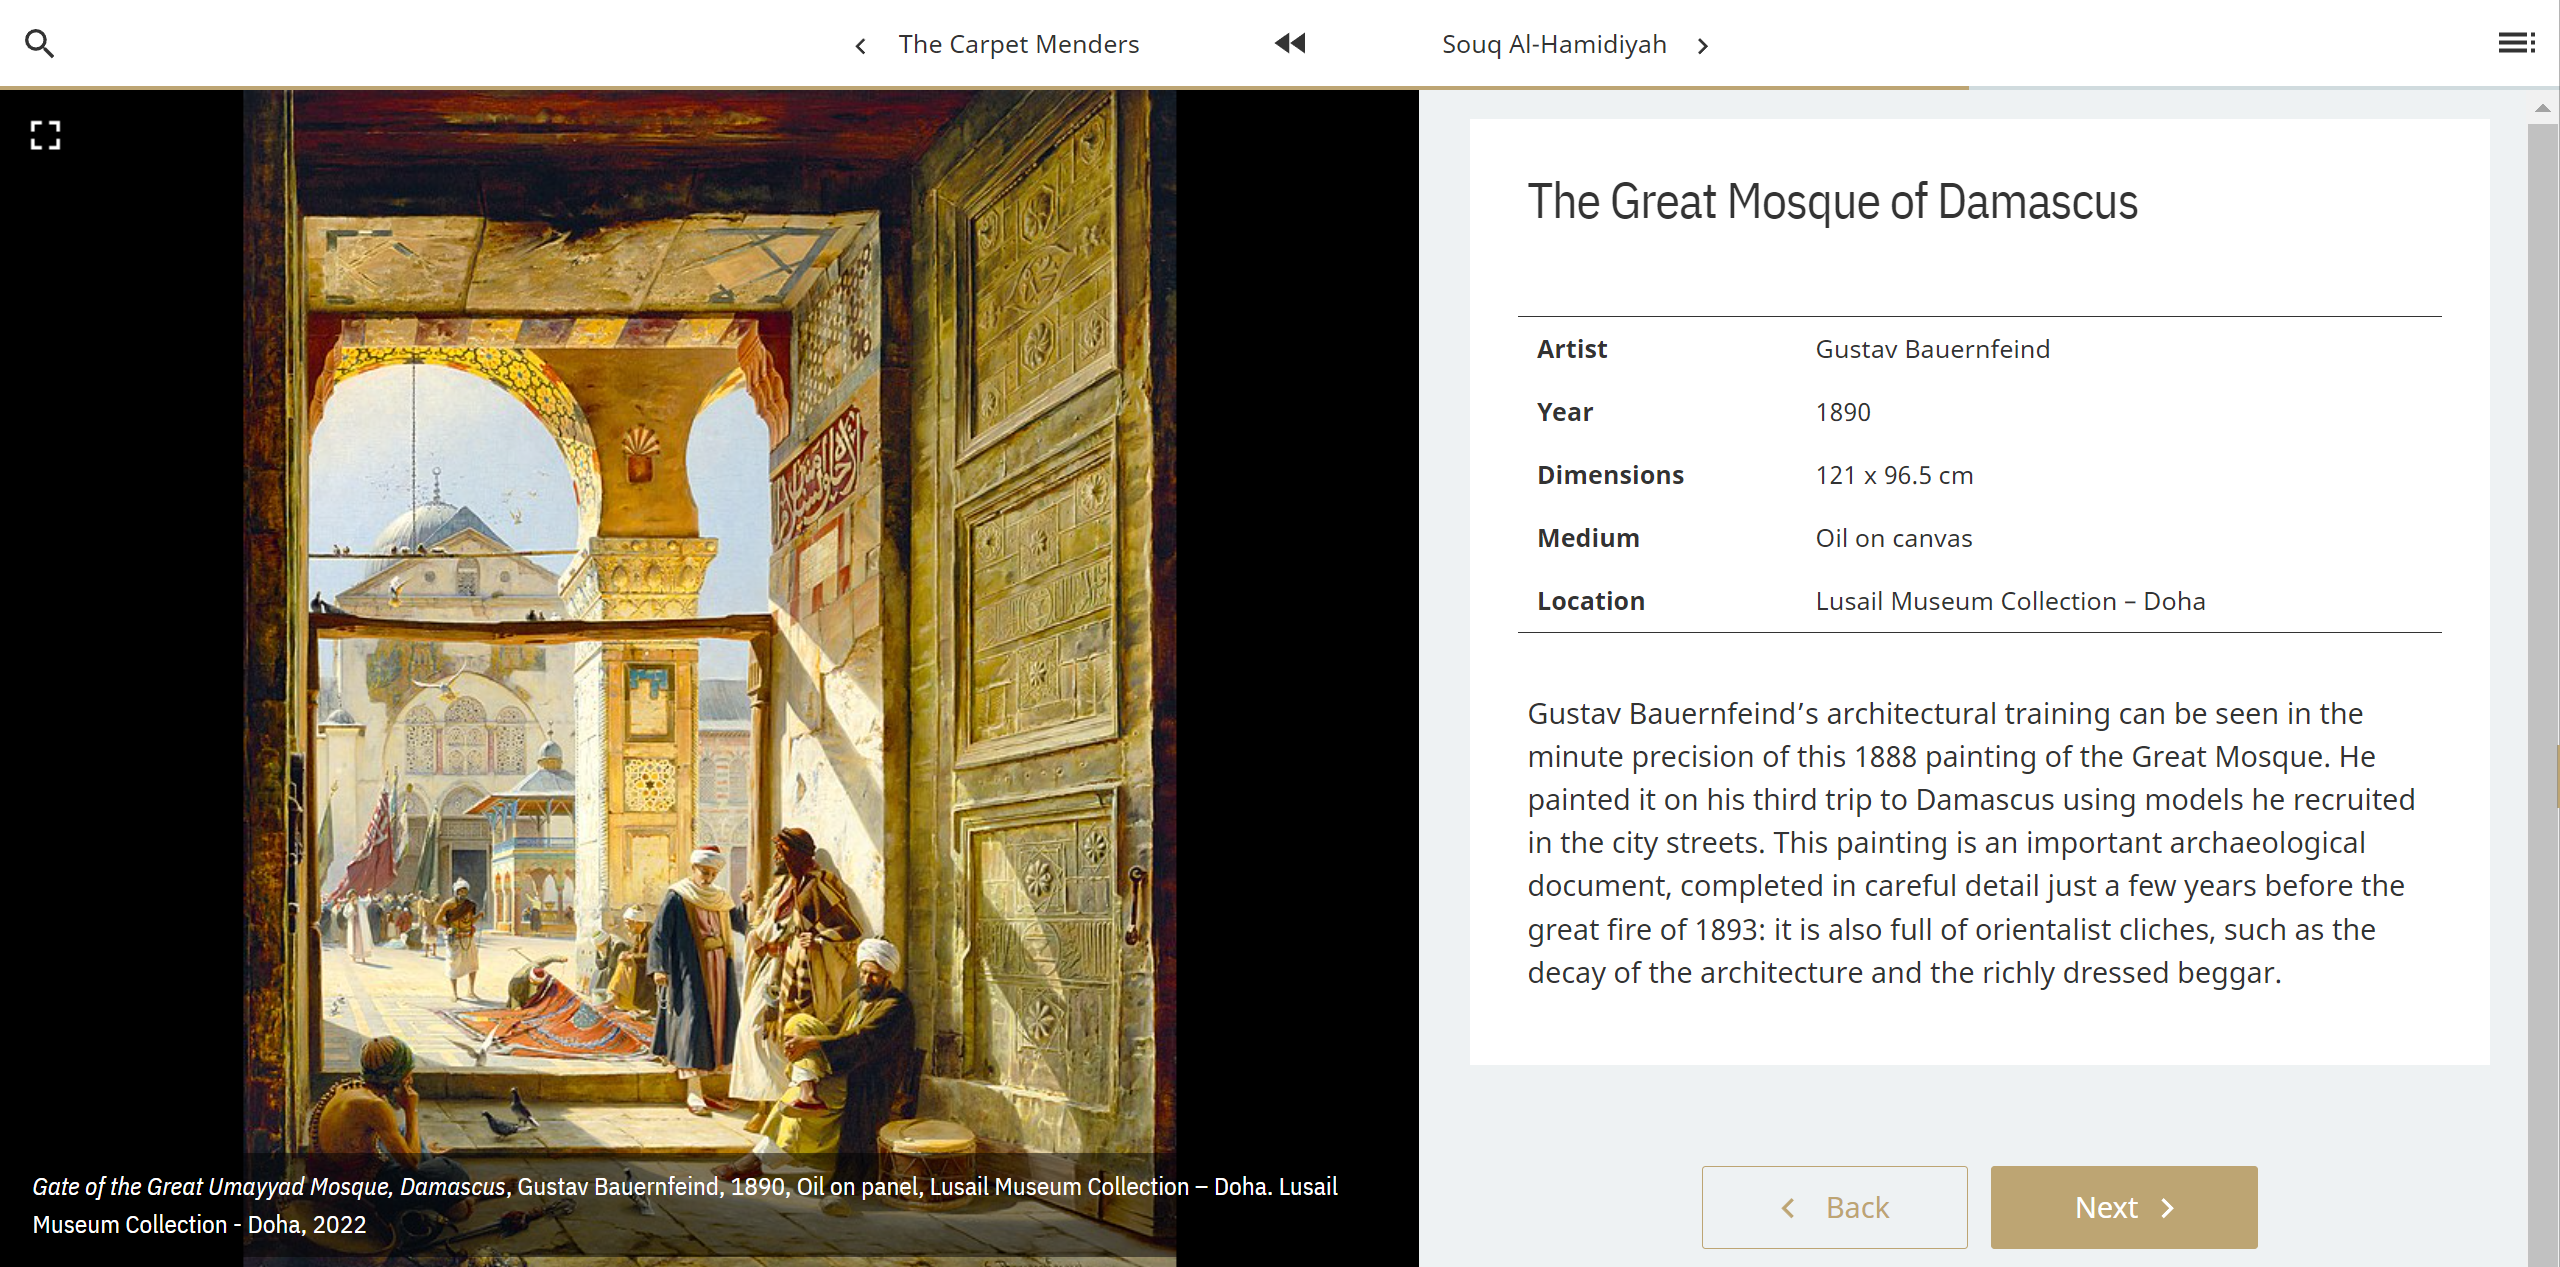 The Carpet Menders
Souq Al-Hamidiyah
The Great Mosque of Damascus
Artist Gustav Bauernfeind
Year 1890
Dimensions 121 x 96.5 cm
Medium Oil on canvas
Location Lusail Museum Collection – Doha
Gustav Bauernfeind’s architectural training can be seen in the
minute precision of this 1888 painting of the Great Mosque. He
painted it on his third trip to Damascus using models he recruited
in the city streets. This painting is an important archaeological
document, completed in careful detail just a few years before the
great fire of 1893: it is also full of orientalist cliches, such as the
decay of the architecture and the richly dressed beggar.
Gate of the Great Umayyad Mosque, Damascus, Gustav Bauernfeind, 1890, Oil on panel, Lusail Museum Collection – Doha. Lusail
Museum Collection - Doha, 2022
Back
Next